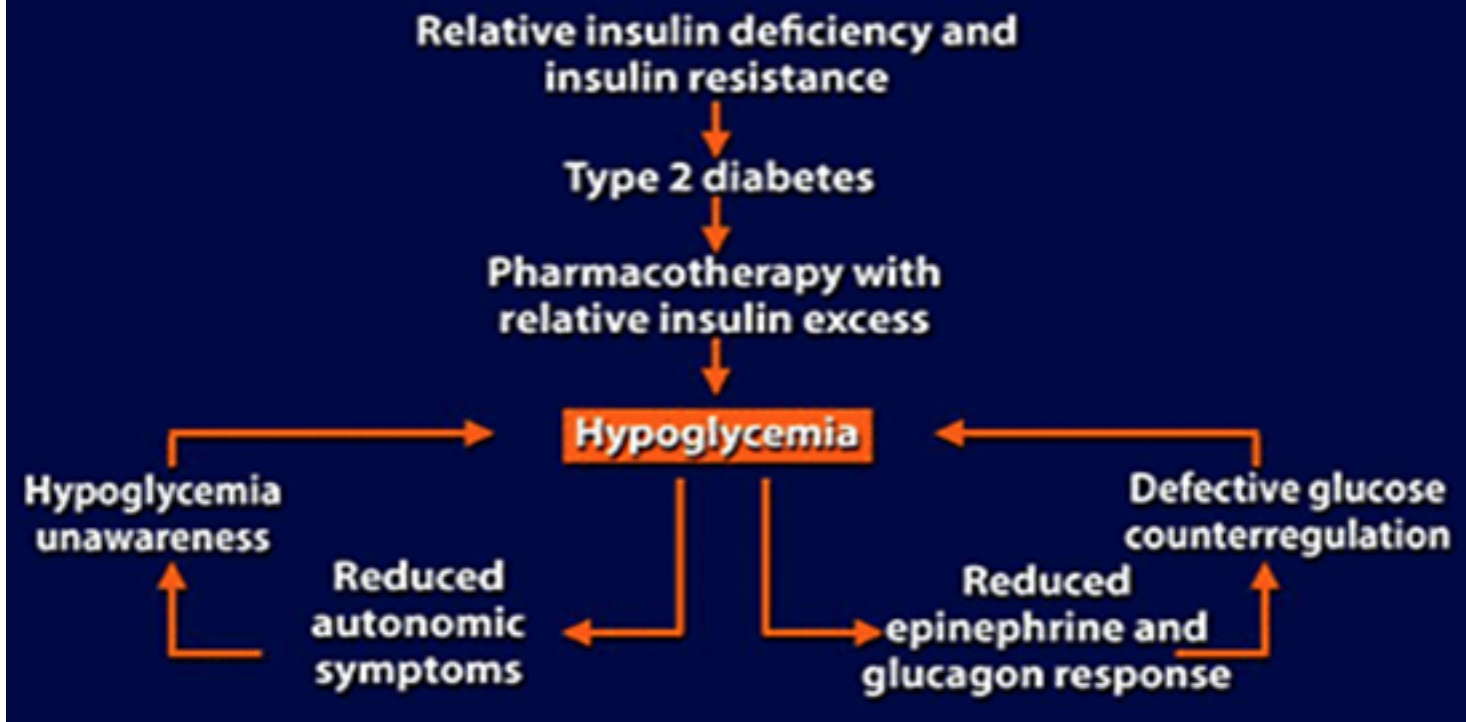 Relative insulin deficiency and
insulin resistance
Type 2 diabetes
Pharmacotherapy with
relative insulin excess
Hypoglycemia
Hypoglycemia
unawareness
Reduced
autonomic
symptoms
Reduced
epinephrine and
glucagon response
Defective glucose
counterregulation